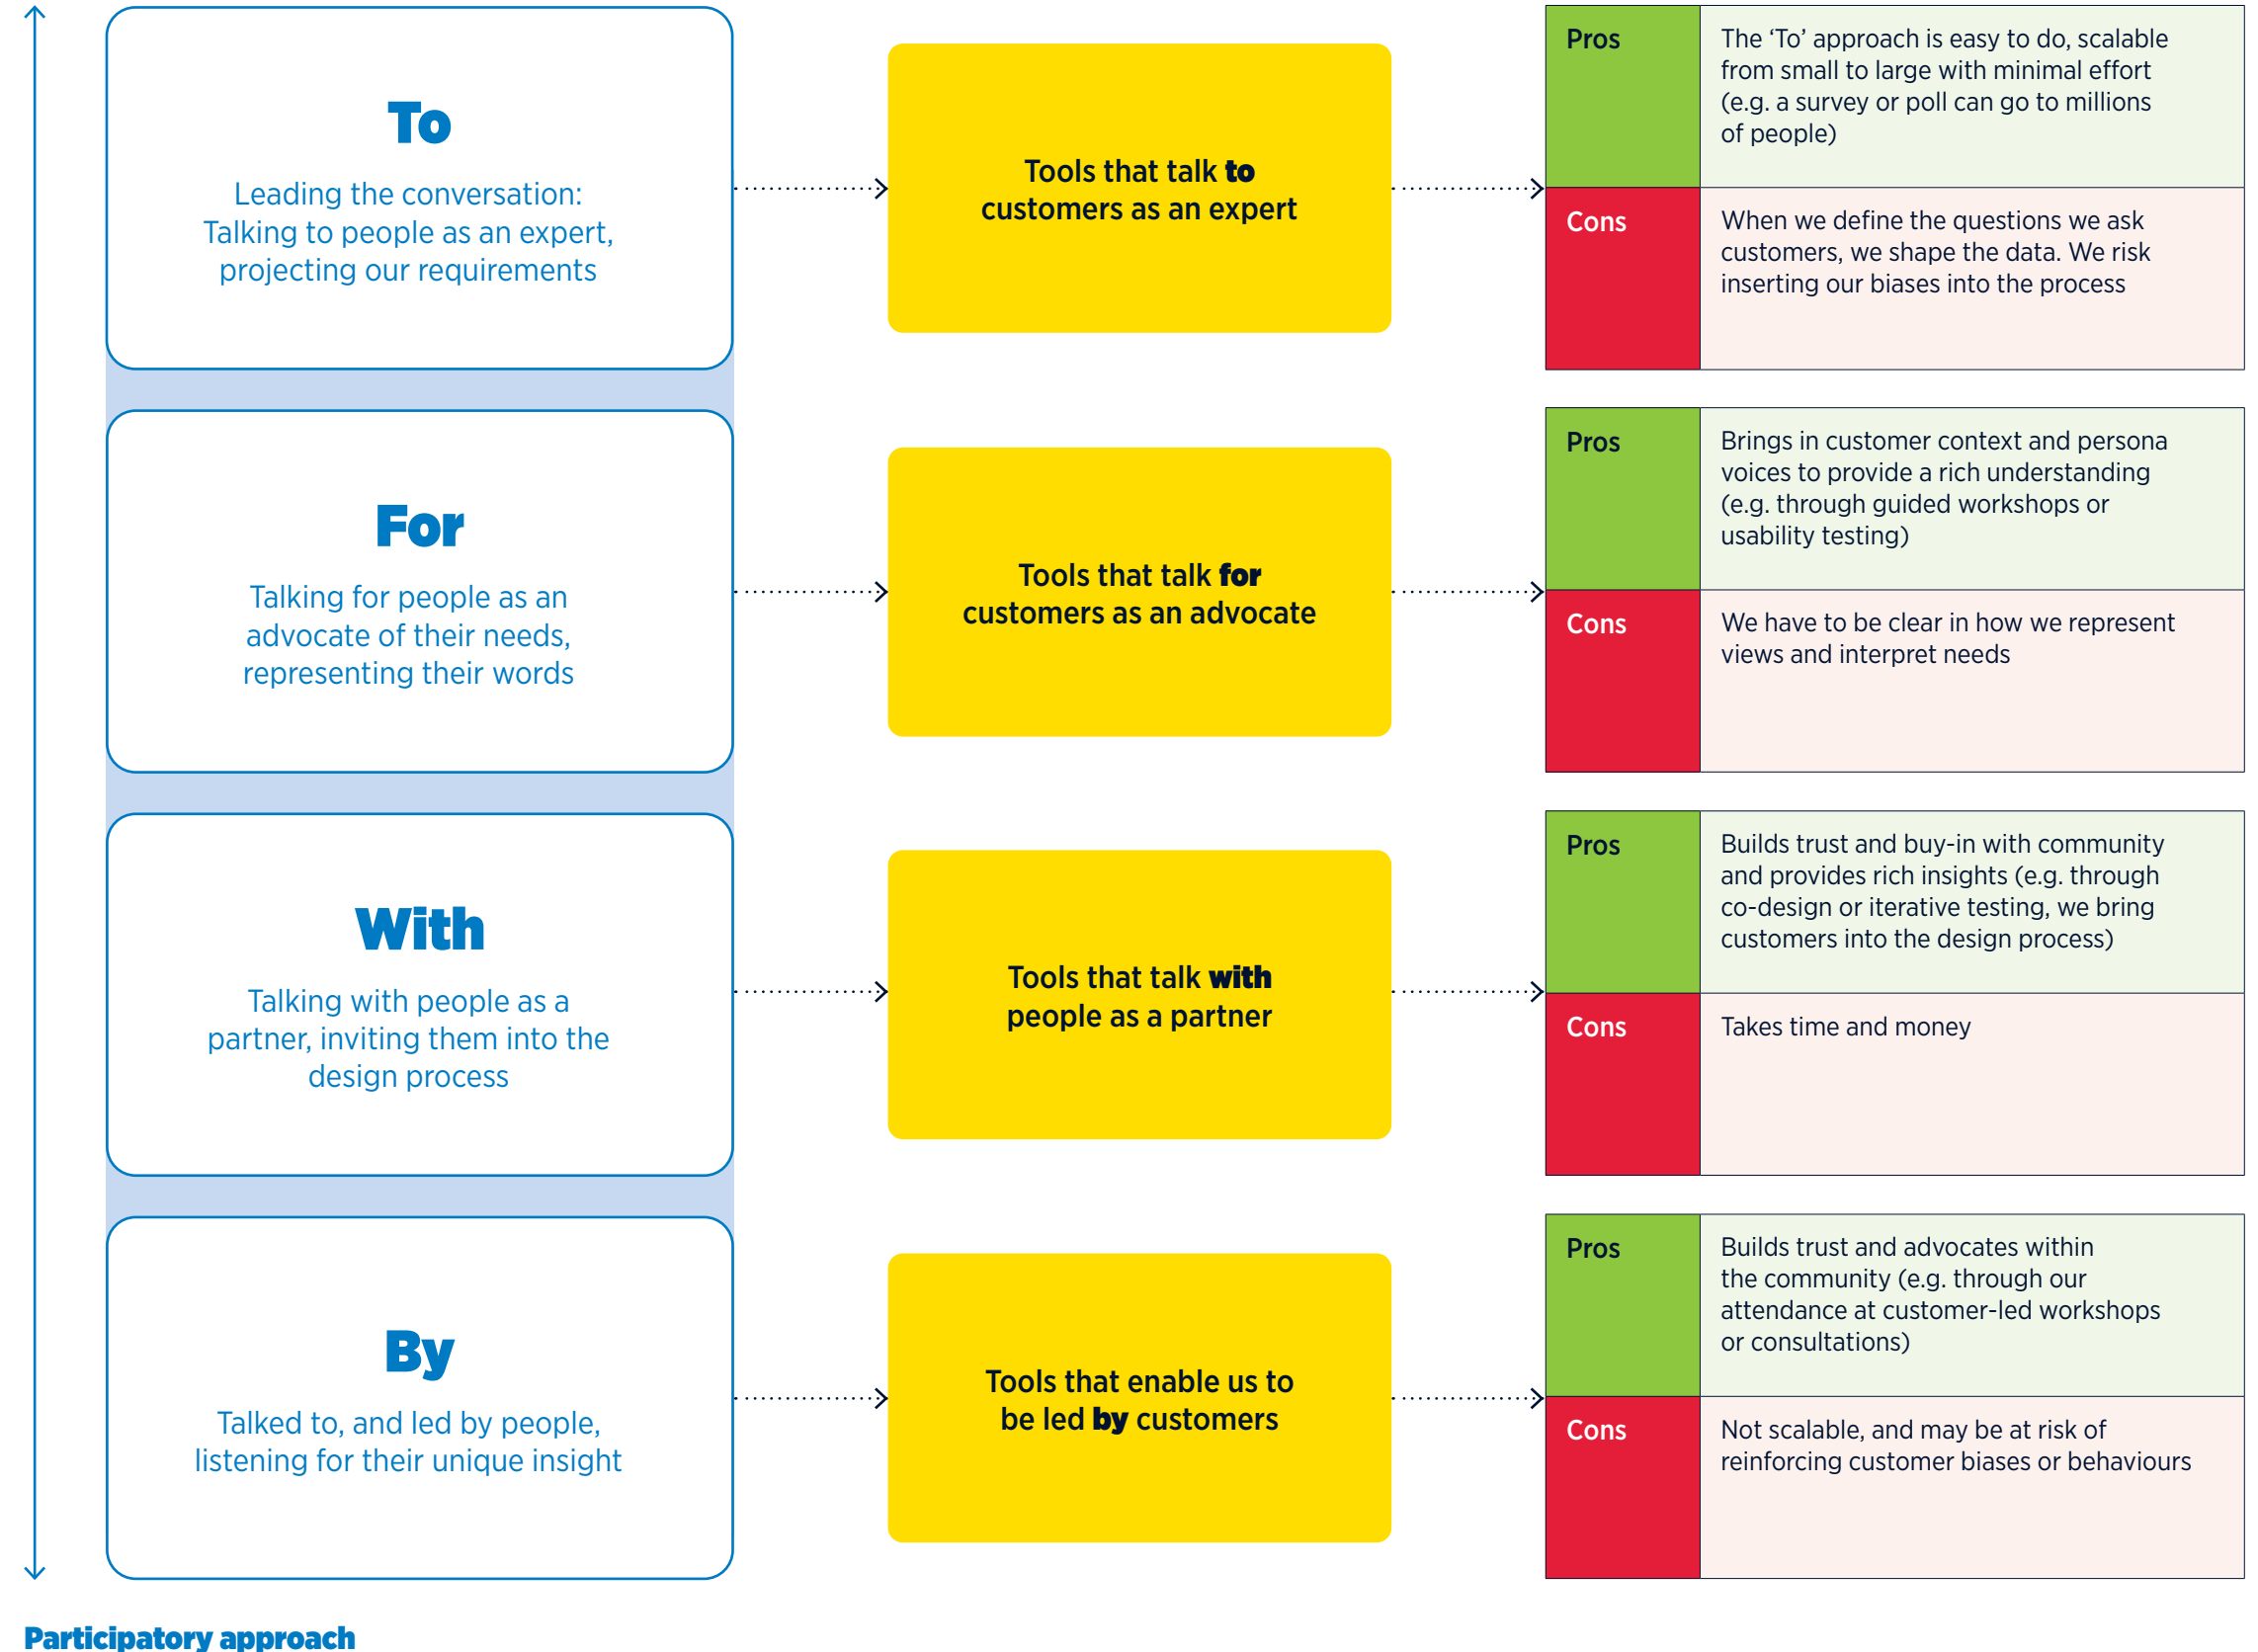 To
Leading the conversation:
Talking to people as an expert,
projecting our requirements
Tools that talk to
customers as an expert
Pros
The ‘To’ approach is easy to do, scalable
from small to large with minimal effort
(e.g. a survey or poll can go to millions
of people)
Cons
When we define the questions we ask
customers, we shape the data. We risk
inserting our biases into the process
For
Talking for people as an
advocate of their needs,
representing their words
Tools that talk for
customers as an advocate
Pros
Brings in customer context and persona
voices to provide a rich understanding
(e.g. through guided workshops or
usability testing)
Cons
We have to be clear in how we represent
views and interpret needs
With
Talking with people as a
partner, inviting them into the
design process
Tools that talk with
people as a partner
Pros
Builds trust and buy-in with community
and provides rich insights (e.g. through
co-design or iterative testing, we bring
customers into the design process)
Cons
Takes time and money
By
Talked to, and led by people,
listening for their unique insight
Tools that enable us to
be led by customers
Pros
Builds trust and advocates within
the community (e.g. through our
attendance at customer-led workshops
or consultations)
Cons
Not scalable, and may be at risk of
reinforcing customer biases or behaviours
Participatory approach